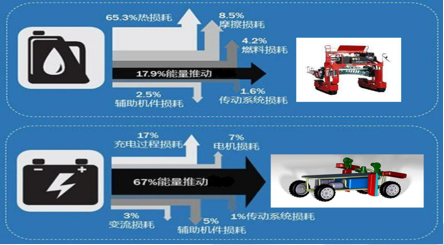 65.3%热损耗
8.5%
摩擦损耗
4.2%
燃料损耗
17.9%能量推动
2.5%
辅助机件损耗
1.6%
传动系统损耗
17%
充电过程损耗
7%
电机损耗
67%能量推动
3%
变流损耗
5%
辅助机件损耗
1%传动系统损耗